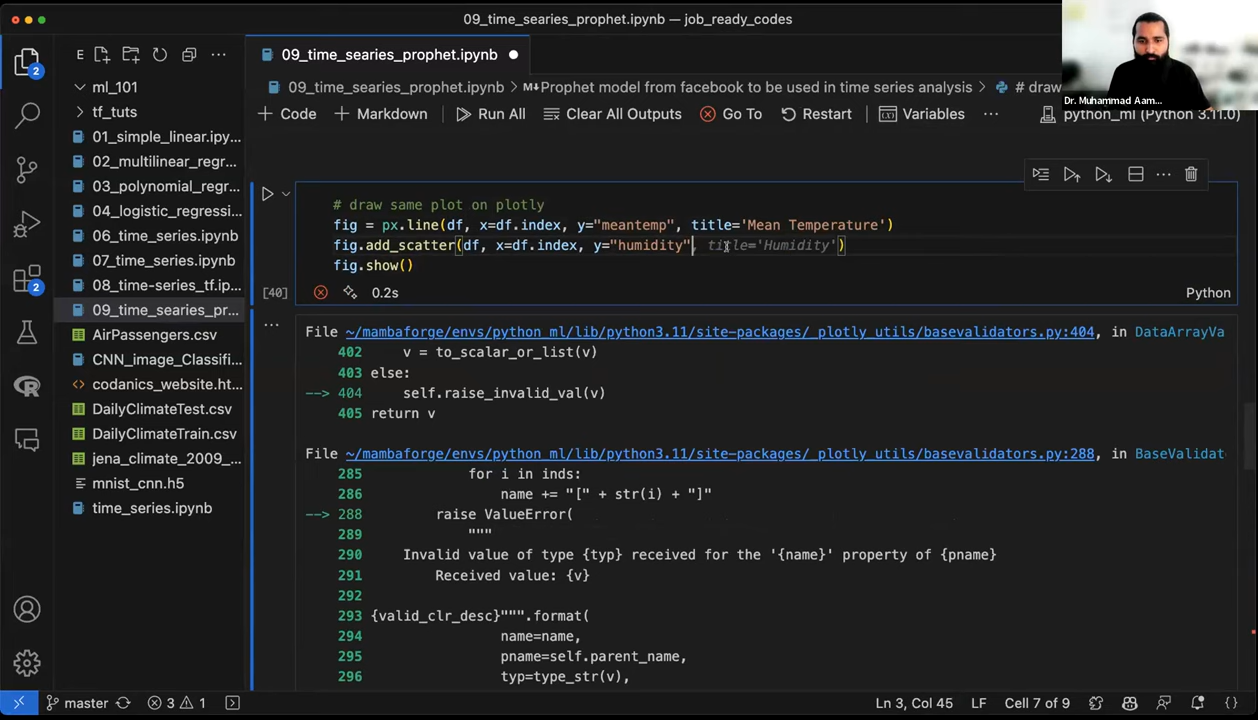 09_time_searies_prophet.ipynb — job_ready_codes
E
09_time_searies_prophet.ipynb
2
ml_101
tf_tuts
01_simple_linear.ipy...
02_multilinear_regr...
03_polynomial_regr...
04_logistic_regressi...
06_time_series.ipynb
07_time_series.ipynb
08_time-series_tf.ipynb
09_time_searies_pr...
AirPassengers.csv
CNN_image_Classifi...
codanics_website.ht...
DailyClimateTest.csv
DailyClimateTrain.csv
jena_climate_2009_...
mnist_cnn.h5
time_series.ipynb
2
09_time_searies_prophet.ipynb > M↓Prophet model from facebook to be used in time series analysis > # draw
+ Code + Markdown Run All Clear All Outputs Go To Restart Variables ... python_ml (Python 3.11.0)
Dr. Muhammad Aam...
# draw same plot on plotly
fig = px.line(df, x=df.index, y="meantemp", title='Mean Temperature')
fig.add_scatter(df, x=df.index, y="humidity", title='Humidity')
fig.show()
[40] 0.2s Python
File ~/mambaforge/envs/python_ml/lib/python3.11/site-packages/_plotly_utils/basevalidators.py:404, in DataArrayVa
402 v = to_scalar_or_list(v)
403 else:
--> 404 self.raise_invalid_val(v)
405 return v
File ~/mambaforge/envs/python_ml/lib/python3.11/site-packages/_plotly_utils/basevalidators.py:288, in BaseValidato
285 for i in inds:
286 name += "[" + str(i) + "]"
--> 288 raise ValueError(
289 """
290 Invalid value of type {typ} received for the '{name}' property of {pname}
291 Received value: {v}
292
293 {valid_clr_desc}""".format(
294 name=name,
295 pname=self.parent_name,
296 typ=type_str(v),
master 3 1 Ln 3, Col 45 LF Cell 7 of 9